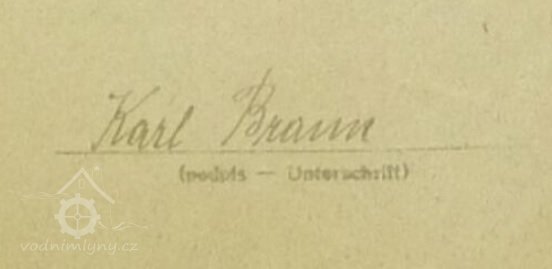 Karl Braun
(podpis — Unterschrift)
vodnimlyny.cz